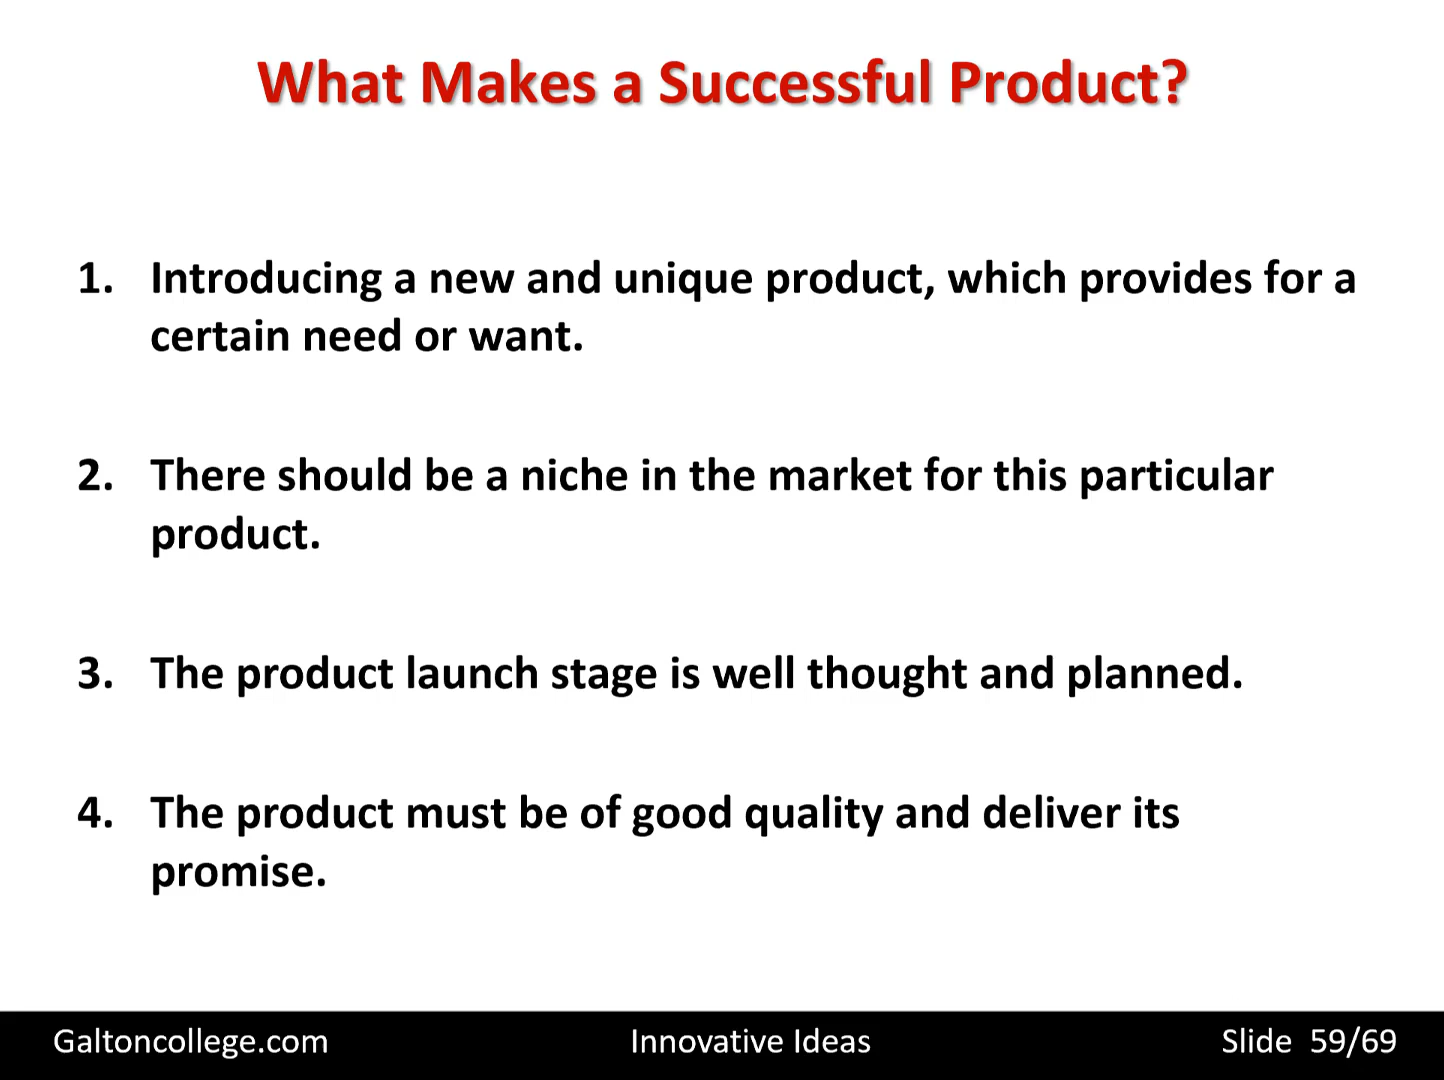 What Makes a Successful Product?
1. Introducing a new and unique product, which provides for a
certain need or want.
2. There should be a niche in the market for this particular
product.
3. The product launch stage is well thought and planned.
4. The product must be of good quality and deliver its
promise.
Galtoncollege.com Innovative Ideas Slide 59/69